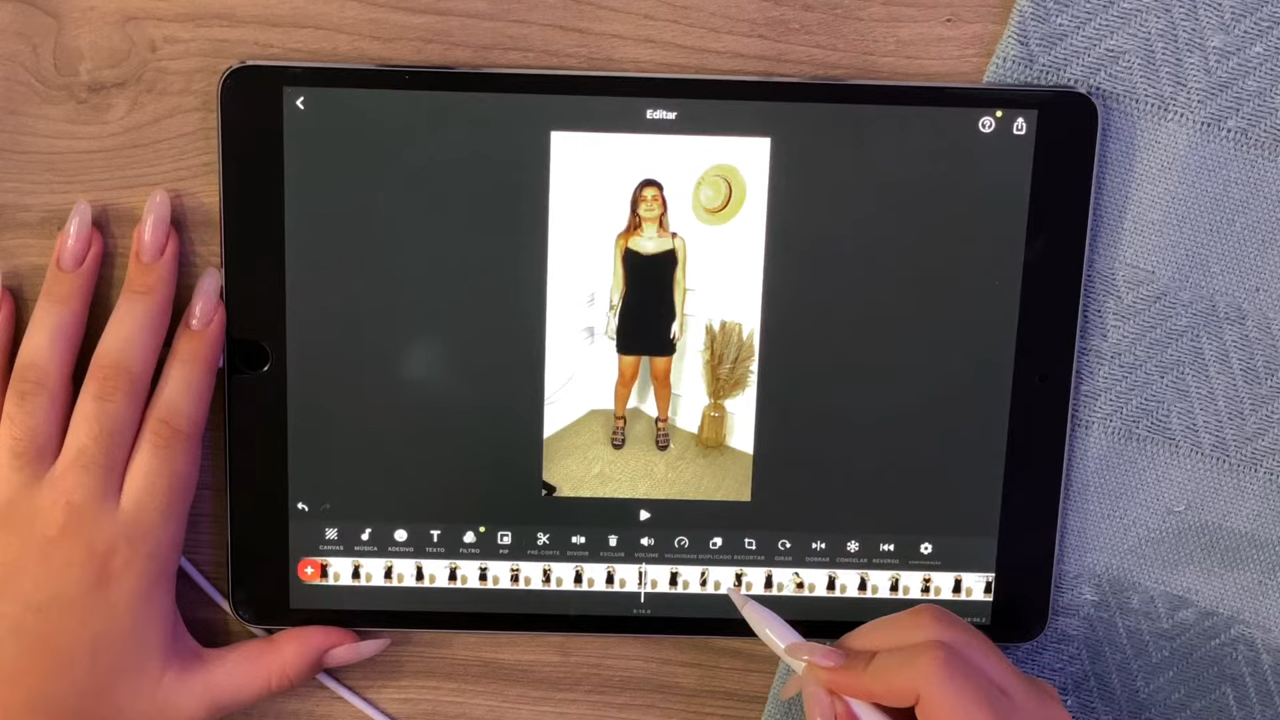 Editar
CANVAS MÚSICA ADESIVO TEXTO FILTRO PIP PRÉ-CORTE DIVIDIR EXCLUIR VOLUME VELOCIDADE DUPLICADO RECORTAR GIRAR DOBRAR CONGELAR REVERSO